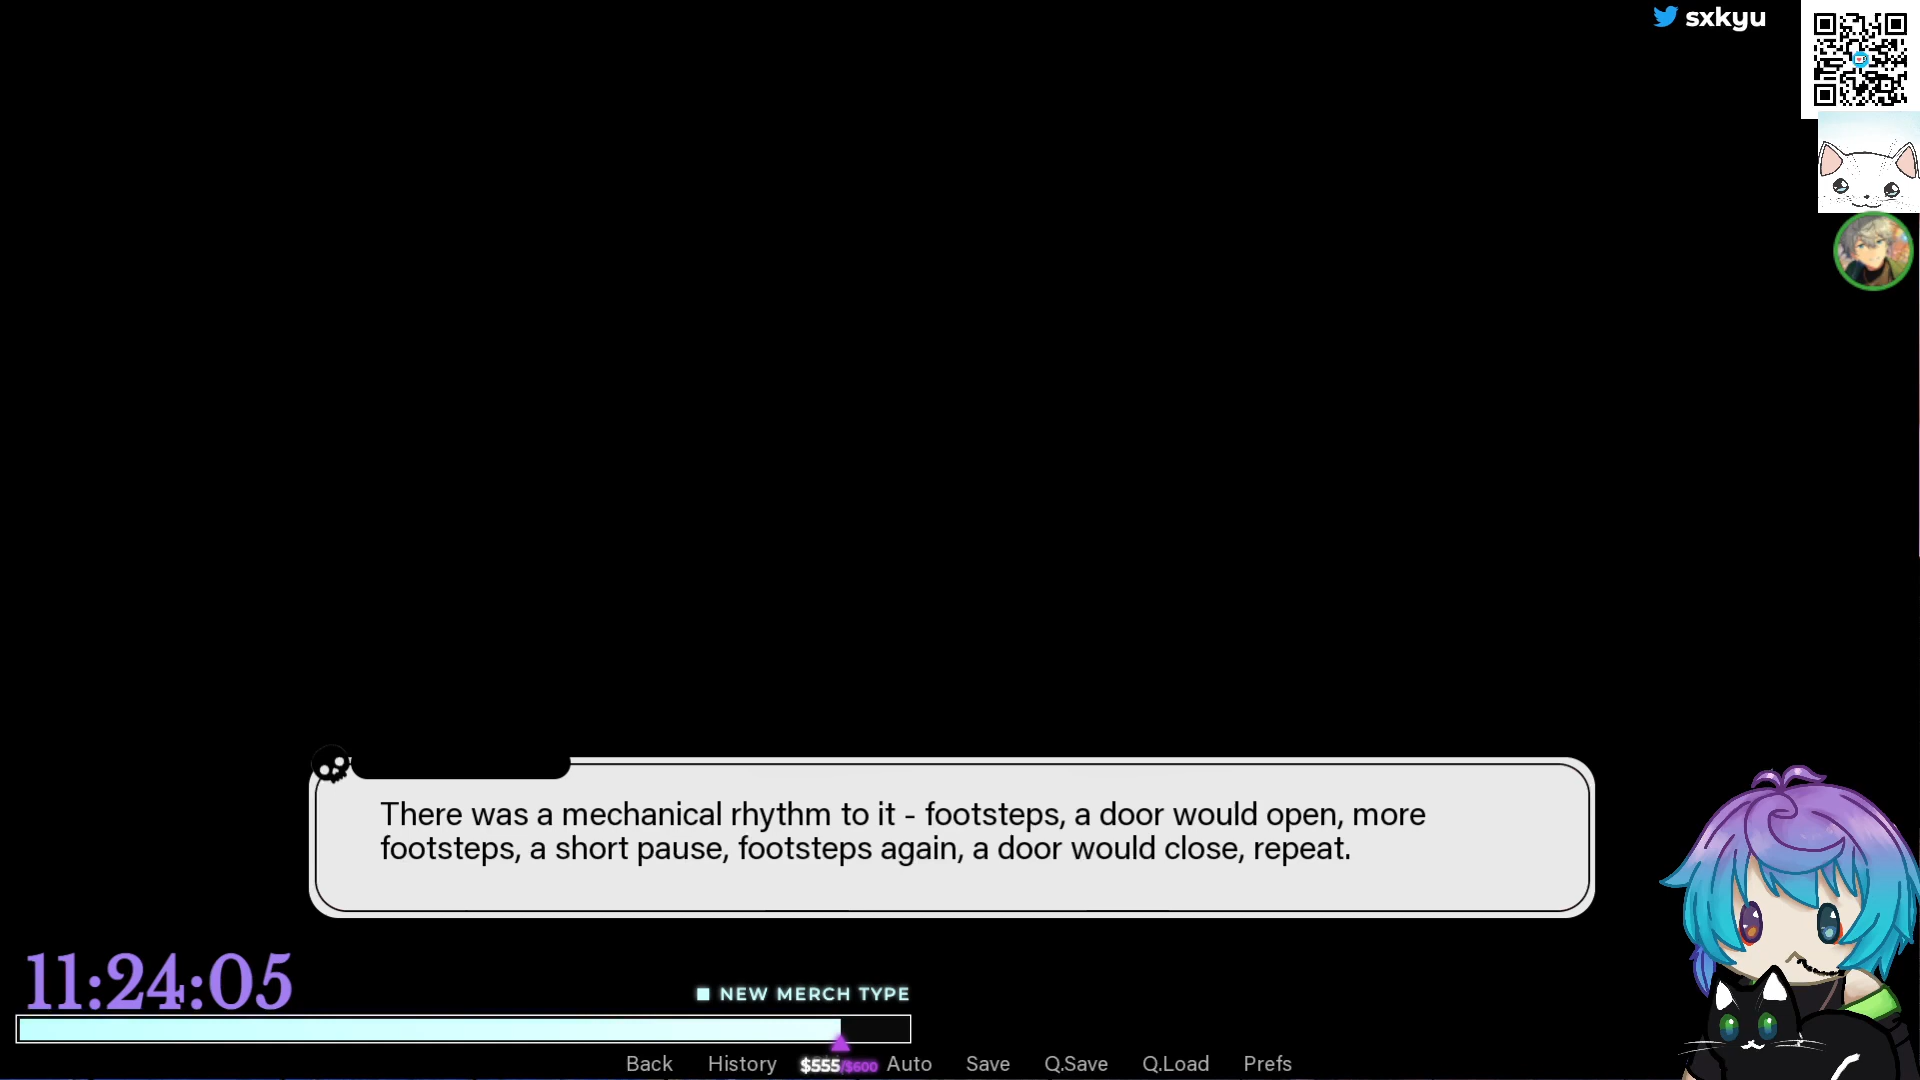 sxkyu
There was a mechanical rhythm to it - footsteps, a door would open, more
footsteps, a short pause, footsteps again, a door would close, repeat.
11:24:05
NEW MERCH TYPE
$555/$600
Back History Auto Save Q.Save Q.Load Prefs